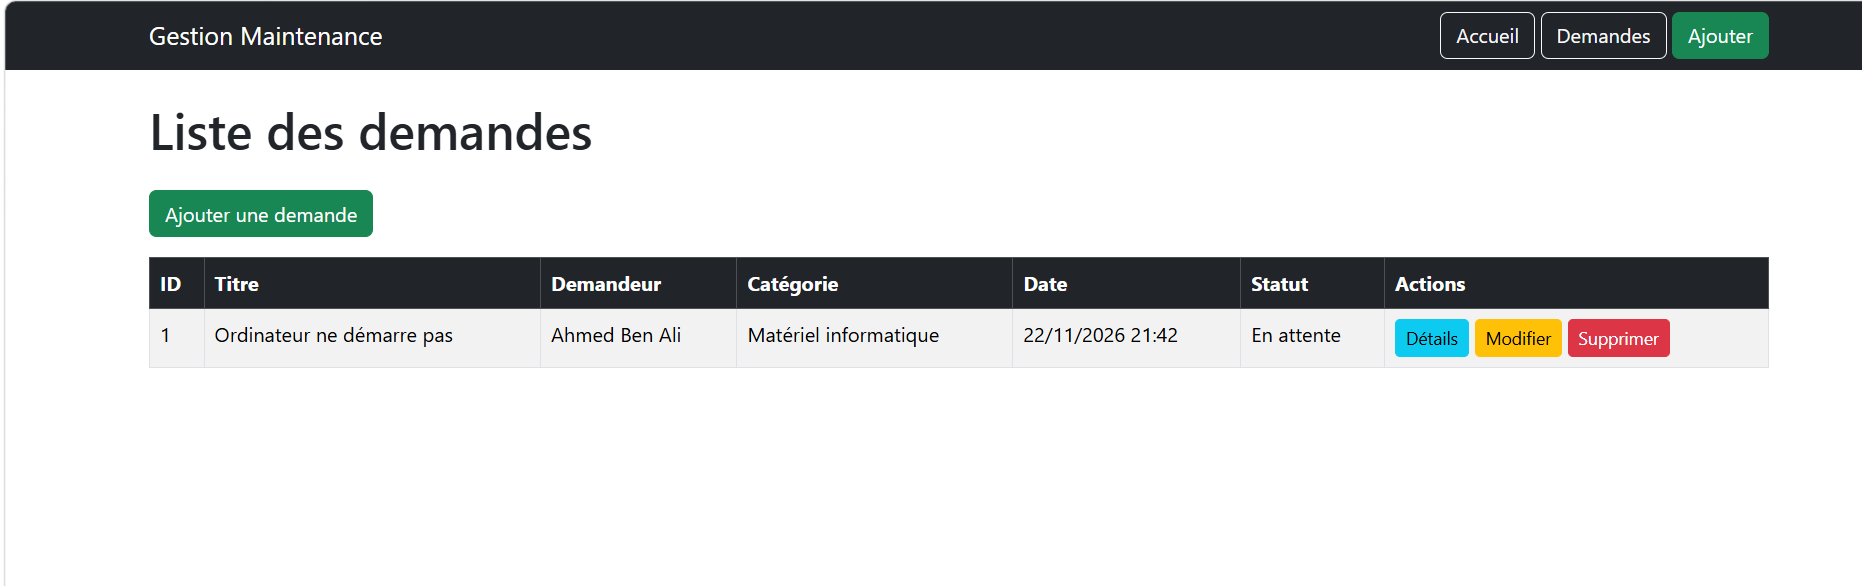 Gestion Maintenance Accueil Demandes Ajouter
Liste des demandes
Ajouter une demande
ID Titre Demandeur Catégorie Date Statut Actions
1 Ordinateur ne démarre pas Ahmed Ben Ali Matériel informatique 22/11/2026 21:42 En attente Détails Modifier Supprimer